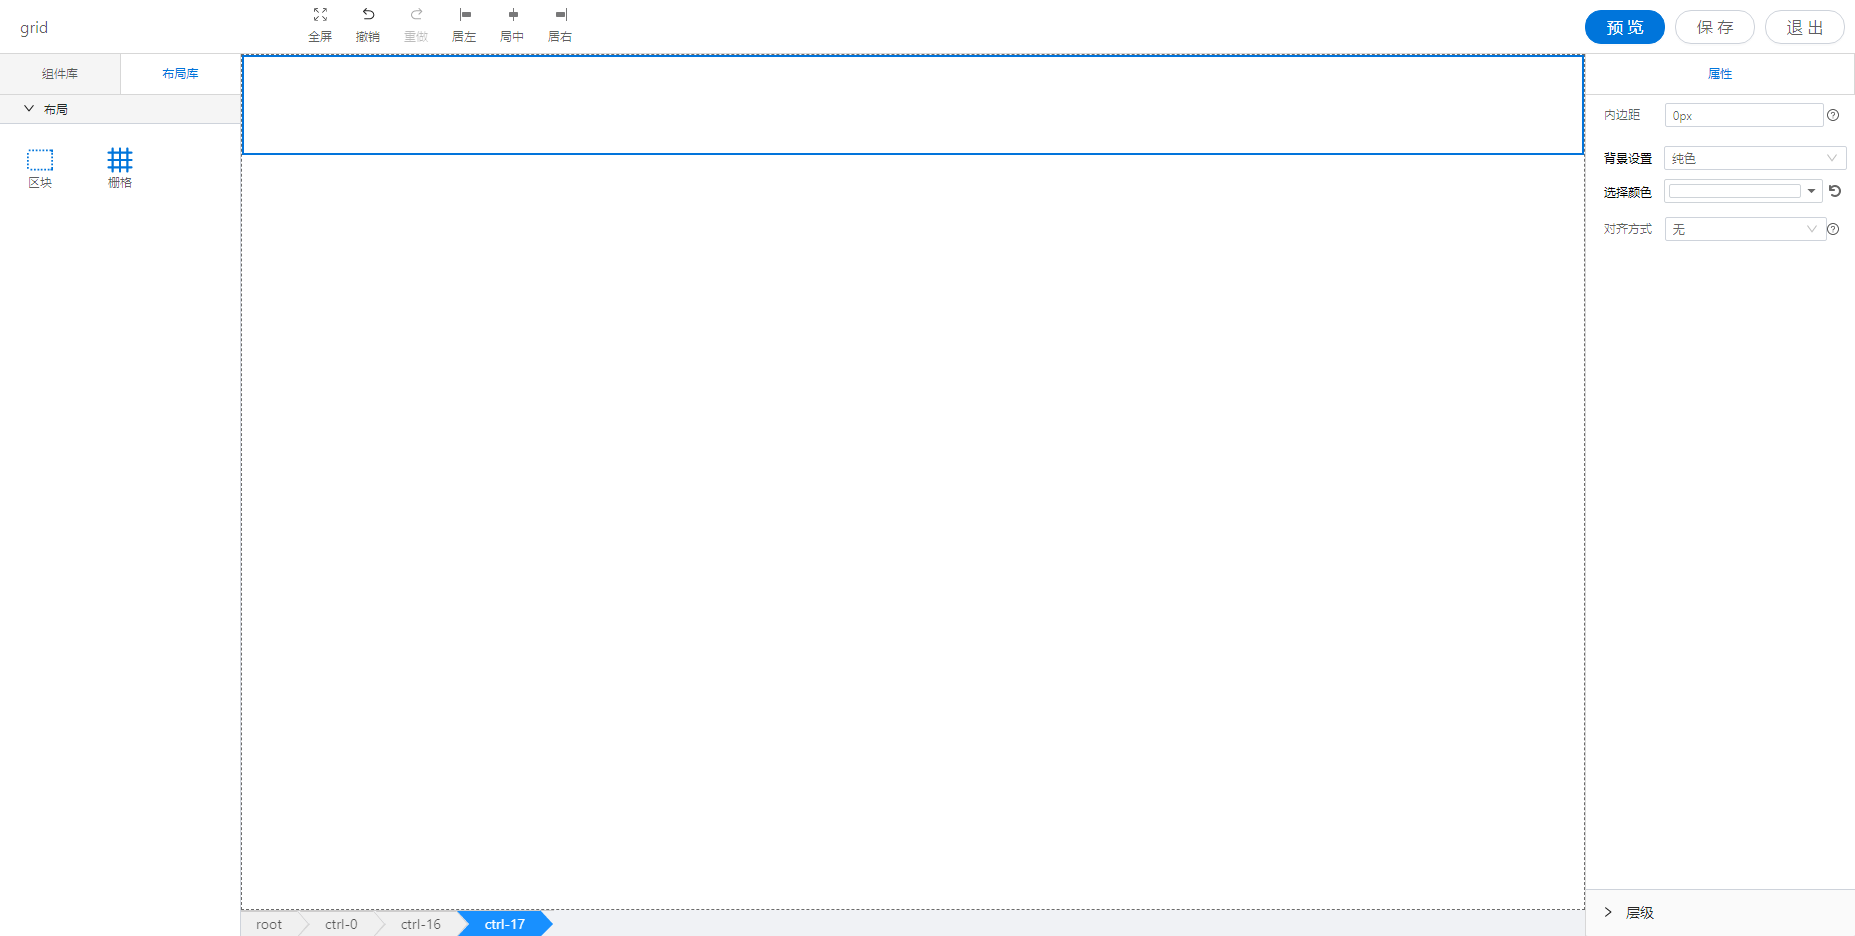 grid
全屏 撤销 重做 居左 局中 居右
预 览 保 存 退 出
组件库 布局库
布局
区块 栅格
属性
内边距 0px
背景设置 纯色
选择颜色
对齐方式 无
层级
root ctrl-0 ctrl-16 ctrl-17